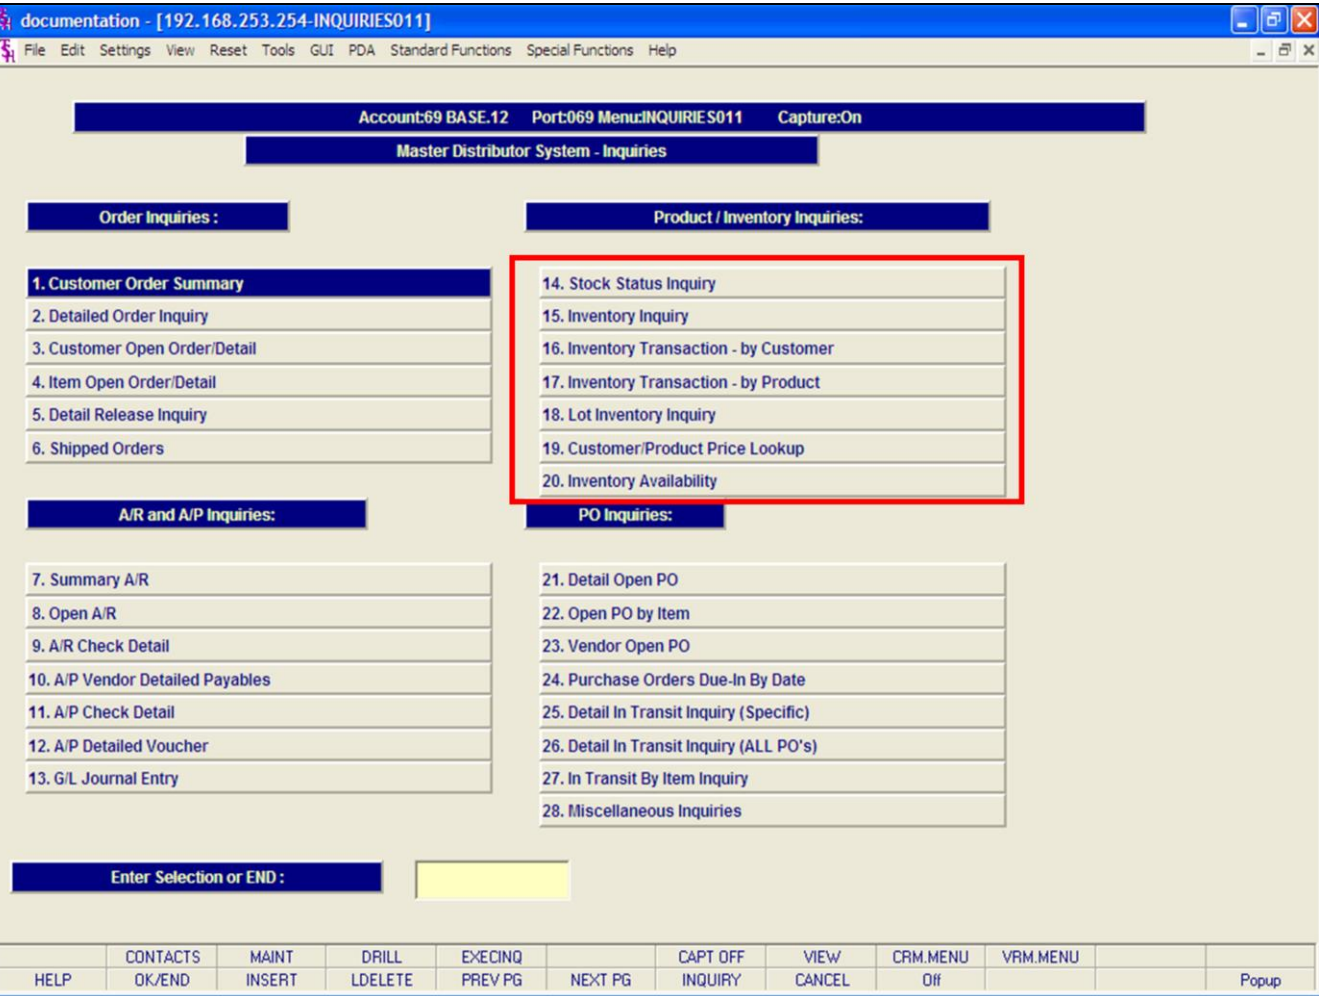 documentation - [192.168.253.254-INQUIRIES011]
File Edit Settings View Reset Tools GUI PDA Standard Functions Special Functions Help
Account:69 BASE.12 Port:069 Menu:INQUIRIES011 Capture:On
Master Distributor System - Inquiries
Order Inquiries :
1. Customer Order Summary
2. Detailed Order Inquiry
3. Customer Open Order/Detail
4. Item Open Order/Detail
5. Detail Release Inquiry
6. Shipped Orders
Product / Inventory Inquiries:
14. Stock Status Inquiry
15. Inventory Inquiry
16. Inventory Transaction - by Customer
17. Inventory Transaction - by Product
18. Lot Inventory Inquiry
19. Customer/Product Price Lookup
20. Inventory Availability
A/R and A/P Inquiries:
7. Summary A/R
8. Open A/R
9. A/R Check Detail
10. A/P Vendor Detailed Payables
11. A/P Check Detail
12. A/P Detailed Voucher
13. G/L Journal Entry
PO Inquiries:
21. Detail Open PO
22. Open PO by Item
23. Vendor Open PO
24. Purchase Orders Due-In By Date
25. Detail In Transit Inquiry (Specific)
26. Detail In Transit Inquiry (ALL PO's)
27. In Transit By Item Inquiry
28. Miscellaneous Inquiries
Enter Selection or END :
CONTACTS MAINT DRILL EXECINQ CAPT OFF VIEW CRM.MENU VRM.MENU
HELP OK/END INSERT LDELETE PREV PG NEXT PG INQUIRY CANCEL Off Popup